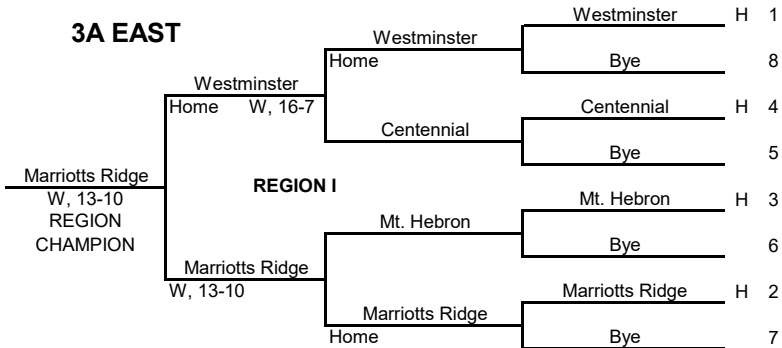 Westminster H 1
3A EAST
Westminster
Home Bye 8
Westminster
Home W, 16-7 Centennial H 4
Centennial
Bye 5
Marriotts Ridge REGION I
W, 13-10 Mt. Hebron H 3
REGION Mt. Hebron
CHAMPION Bye 6
Marriotts Ridge
W, 13-10 Marriotts Ridge H 2
Marriotts Ridge
Home Bye 7